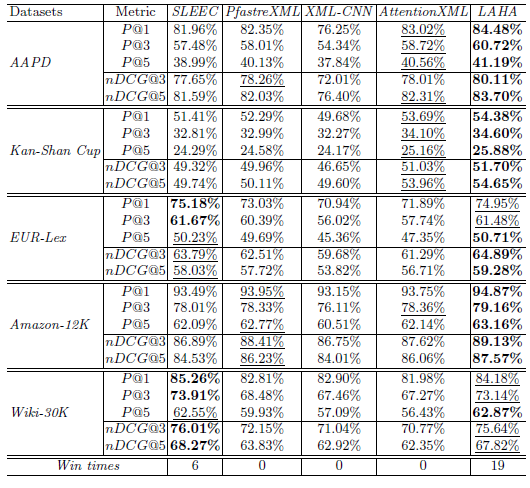 Datasets Metric SLEEC PfastreXML XML-CNN AttentionXML LAHA
P@1 81.96% 82.35% 76.25% 83.02% 84.48%
P@3 57.48% 58.01% 54.34% 58.72% 60.72%
AAPD P@5 38.99% 40.13% 37.84% 40.56% 41.19%
nDCG@3 77.65% 78.26% 72.01% 78.01% 80.11%
nDCG@5 81.59% 82.03% 76.40% 82.31% 83.70%
P@1 51.41% 52.29% 49.68% 53.69% 54.38%
P@3 32.81% 32.99% 32.27% 34.10% 34.60%
Kan-Shan Cup P@5 24.29% 24.58% 24.17% 25.16% 25.88%
nDCG@3 49.32% 49.96% 46.65% 51.03% 51.70%
nDCG@5 49.74% 50.11% 49.60% 53.96% 54.65%
P@1 75.18% 73.03% 70.94% 71.89% 74.95%
P@3 61.67% 60.39% 56.02% 57.74% 61.48%
EUR-Lex P@5 50.23% 49.69% 45.36% 47.35% 50.71%
nDCG@3 63.79% 62.51% 59.68% 61.29% 64.89%
nDCG@5 58.03% 57.72% 53.82% 56.71% 59.28%
P@1 93.49% 93.95% 93.15% 93.75% 94.87%
P@3 78.01% 78.33% 76.11% 78.36% 79.16%
Amazon-12K P@5 62.09% 62.77% 60.51% 62.14% 63.16%
nDCG@3 86.89% 88.41% 86.75% 87.62% 89.13%
nDCG@5 84.53% 86.23% 84.01% 86.06% 87.57%
P@1 85.26% 82.81% 82.90% 81.98% 84.18%
P@3 73.91% 68.48% 67.46% 67.27% 73.14%
Wiki-30K P@5 62.55% 59.93% 57.09% 56.43% 62.87%
nDCG@3 76.01% 72.15% 71.04% 70.77% 75.64%
nDCG@5 68.27% 63.83% 62.92% 62.35% 67.82%
Win times 6 0 0 0 19